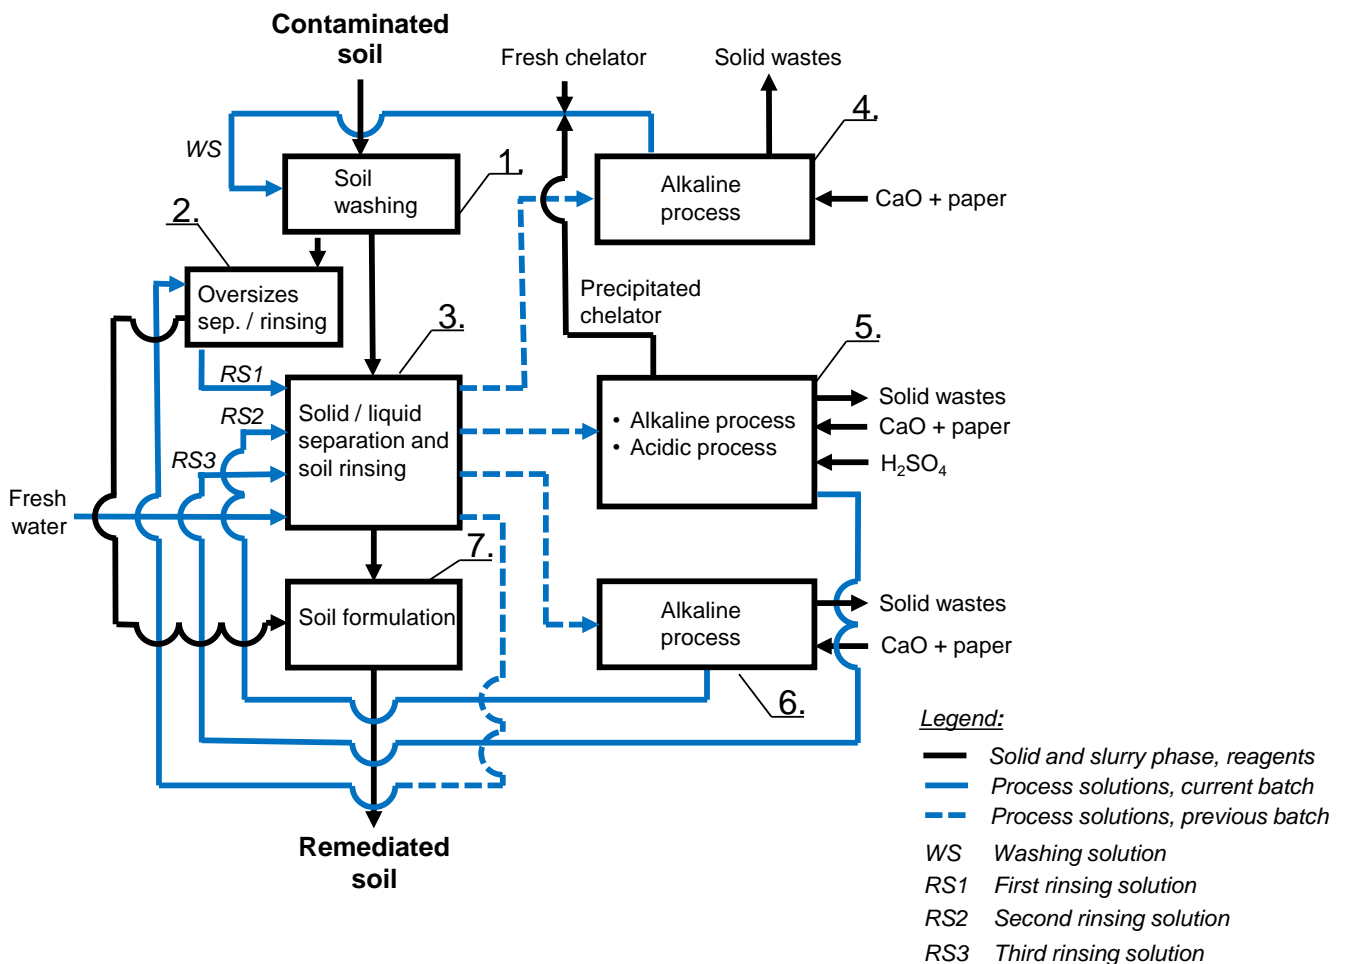 Contaminated
soil
Fresh chelator
Solid wastes
4.
WS
Soil
washing
1.
Alkaline
process
CaO + paper
2.
Oversizes
sep. / rinsing
Precipitated
chelator
3.
5.
RS1
RS2
RS3
Solid / liquid
separation and
soil rinsing
• Alkaline process
• Acidic process
Solid wastes
CaO + paper
H₂SO₄
Fresh
water
7.
Soil formulation
Alkaline
process
Solid wastes
CaO + paper
6.
Remediated
soil
Legend:
Solid and slurry phase, reagents
Process solutions, current batch
Process solutions, previous batch
WS Washing solution
RS1 First rinsing solution
RS2 Second rinsing solution
RS3 Third rinsing solution